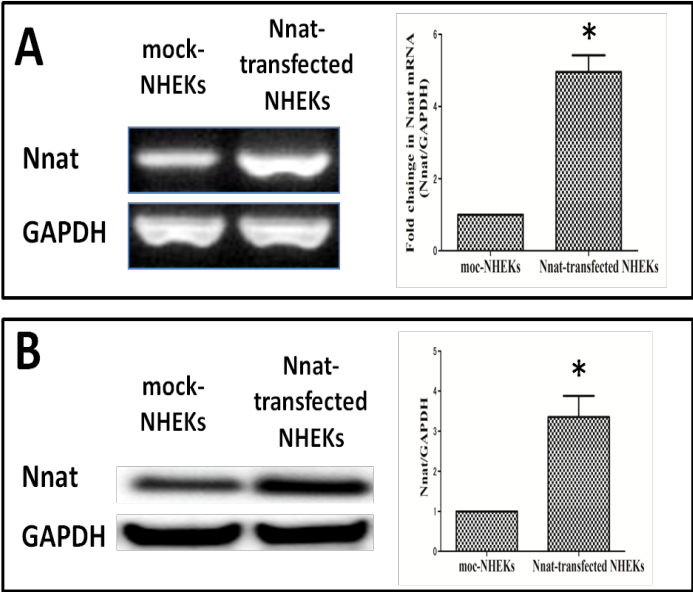 A
mock-
NHEKs
Nnat-
transfected
NHEKs
Nnat
GAPDH
Fold chainge in Nnat mRNA
(Nnat/GAPDH)
6
4
2
0
*
moc-NHEKs
Nnat-transfected NHEKs
B
mock-
NHEKs
Nnat-
transfected
NHEKs
Nnat
GAPDH
Nnat/GAPDH
5
4
3
2
1
0
*
moc-NHEKs
Nnat-transfected NHEKs